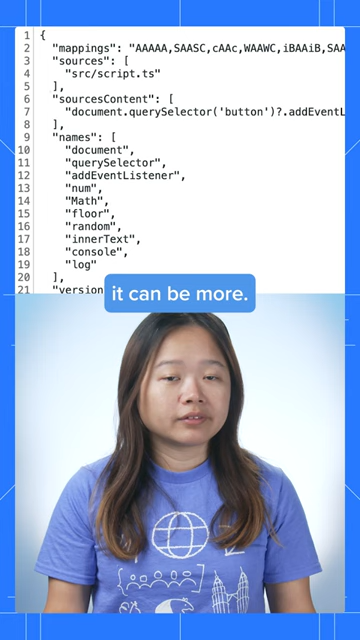 1 {
2 "mappings": "AAAAA,SAASC,cAAc,WAAWC,iBAAiB,SAA
3 "sources": [
4 "src/script.ts"
5 ],
6 "sourcesContent": [
7 "document.querySelector('button')?.addEventL
8 ],
9 "names": [
10 "document",
11 "querySelector",
12 "addEventListener",
13 "num",
14 "Math",
15 "floor",
16 "random",
17 "innerText",
18 "console",
19 "log"
20 ],
21 "version
it can be more.